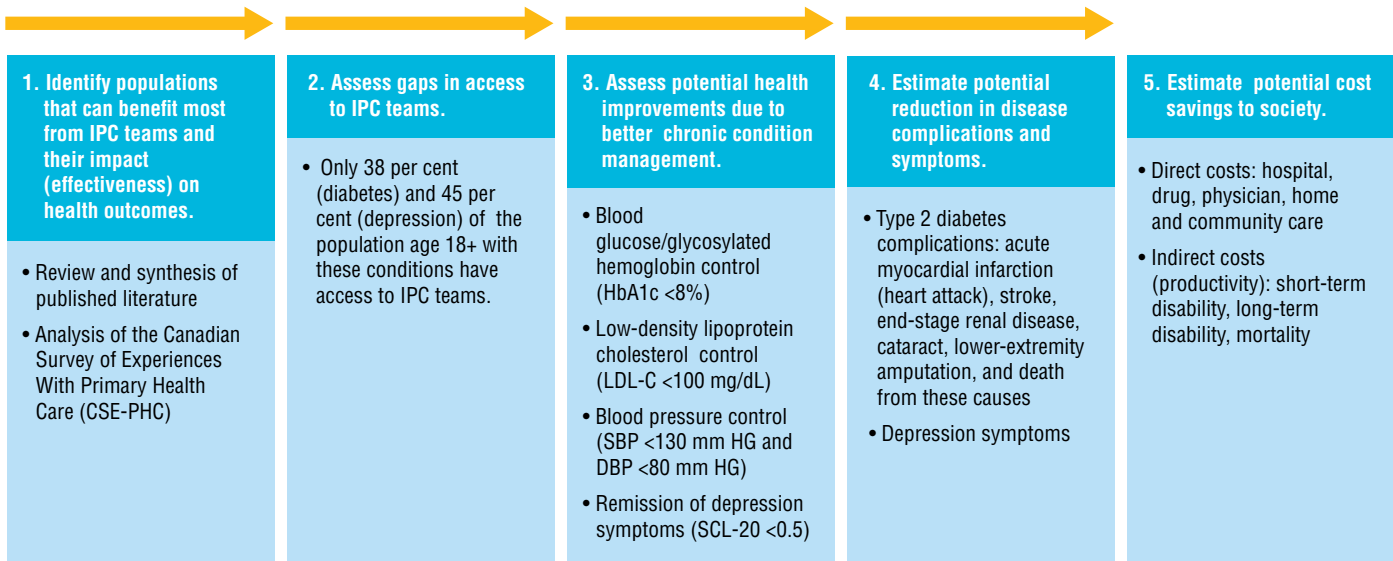 1. Identify populations
that can benefit most
from IPC teams and
their impact
(effectiveness) on
health outcomes.
• Review and synthesis of
published literature
• Analysis of the Canadian
Survey of Experiences
With Primary Health
Care (CSE-PHC)
2. Assess gaps in access
to IPC teams.
• Only 38 per cent
(diabetes) and 45 per
cent (depression) of the
population age 18+ with
these conditions have
access to IPC teams.
3. Assess potential health
improvements due to
better chronic condition
management.
• Blood
glucose/glycosylated
hemoglobin control
(HbA1c <8%)
• Low-density lipoprotein
cholesterol control
(LDL-C <100 mg/dL)
• Blood pressure control
(SBP <130 mm HG and
DBP <80 mm HG)
• Remission of depression
symptoms (SCL-20 <0.5)
4. Estimate potential
reduction in disease
complications and
symptoms.
• Type 2 diabetes
complications: acute
myocardial infarction
(heart attack), stroke,
end-stage renal disease,
cataract, lower-extremity
amputation, and death
from these causes
• Depression symptoms
5. Estimate potential cost
savings to society.
• Direct costs: hospital,
drug, physician, home
and community care
• Indirect costs
(productivity): short-term
disability, long-term
disability, mortality